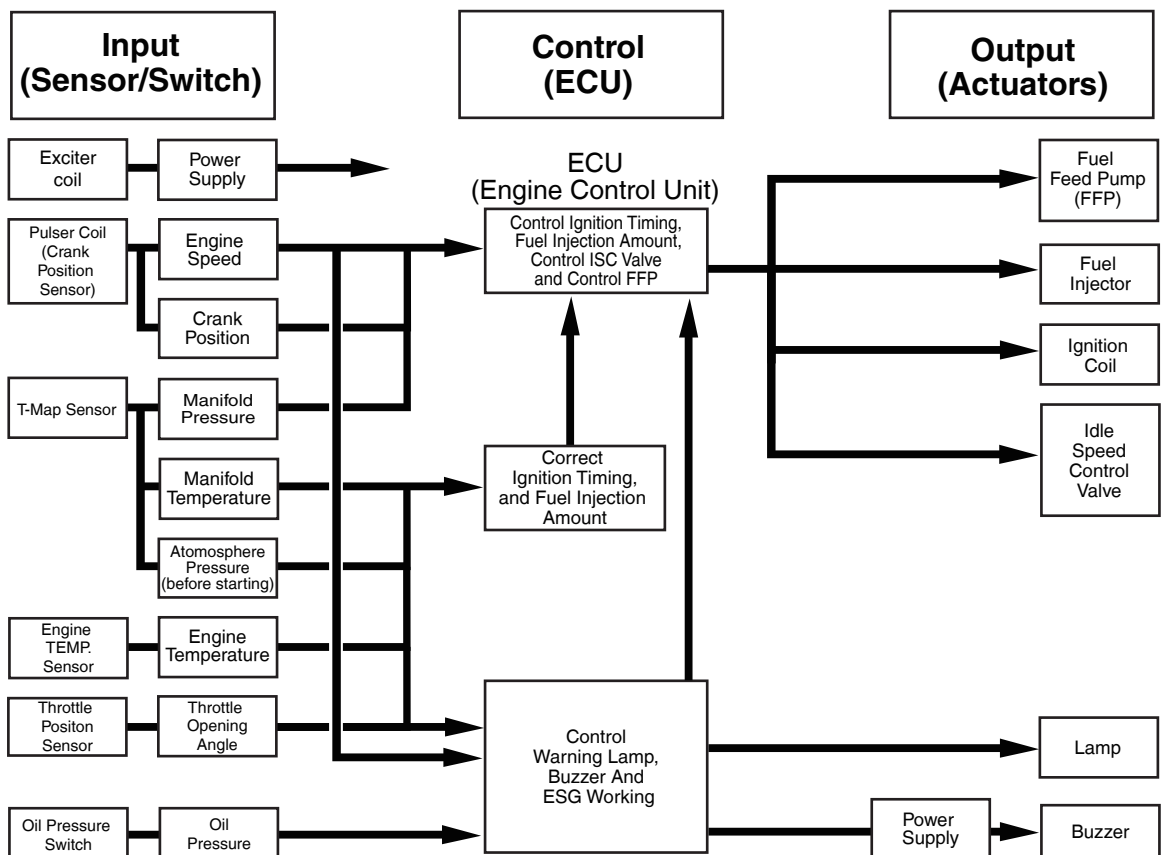 Input
(Sensor/Switch)
Control
(ECU)
Output
(Actuators)
Exciter
coil
Power
Supply
ECU
(Engine Control Unit)
Fuel
Feed Pump
(FFP)
Pulser Coil
(Crank
Position
Sensor)
Engine
Speed
Control Ignition Timing,
Fuel Injection Amount,
Control ISC Valve
and Control FFP
Fuel
Injector
Crank
Position
Ignition
Coil
T-Map Sensor
Manifold
Pressure
Idle
Speed
Control
Valve
Manifold
Temperature
Correct
Ignition Timing,
and Fuel Injection
Amount
Atomosphere
Pressure
(before starting)
Engine
TEMP.
Sensor
Engine
Temperature
Throttle
Positon
Sensor
Throttle
Opening
Angle
Control
Warning Lamp,
Buzzer And
ESG Working
Lamp
Oil Pressure
Switch
Oil
Pressure
Power
Supply
Buzzer